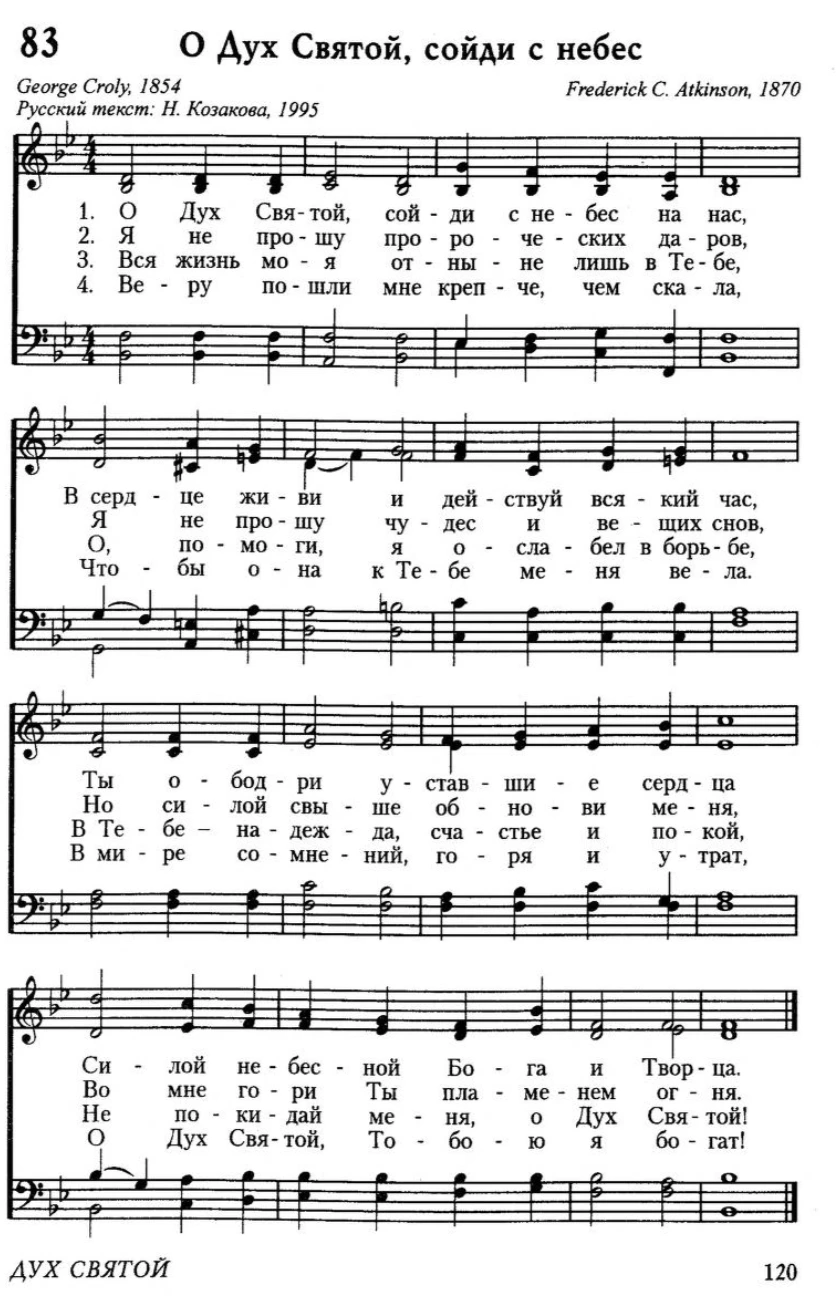 83
О Дух Святой, сойди с небес
George Croly, 1854
Frederick C. Atkinson, 1870
Русский текст: Н. Козакова, 1995
1. О Дух Свя-той, сой - ди с не - бес на нас,
2. Я не про - шу про - ро - че - ских да - ров,
3. Вся жизнь мо - я от - ны - не лишь в Те - бе,
4. Ве - ру по - шли мне креп - че, чем ска - ла,
В серд - це жи - ви и дей - ствуй вся - кий час,
Я не про - шу чу - дес и ве - щих снов,
О, по - мо - ги, я о - сла - бел в борь - бе,
Что - бы о - на к Те - бе ме - ня ве - ла.
Ты о - бод - ри у - став - ши - е серд - ца
Но си - лой свы - ше об - но - ви ме - ня,
В Те - бе – на - деж - да, сча - стье и по - кой,
В ми - ре со - мне - ний, го - ря и у - трат,
Си - лой не - бес - ной Бо - га и Твор - ца.
Во мне го - ри Ты пла - ме - нем ог - ня.
Не по - ки - дай ме - ня, о Дух Свя - той!
О Дух Свя - той, То - бо - ю я бо - гат!
ДУХ СВЯТОЙ
120